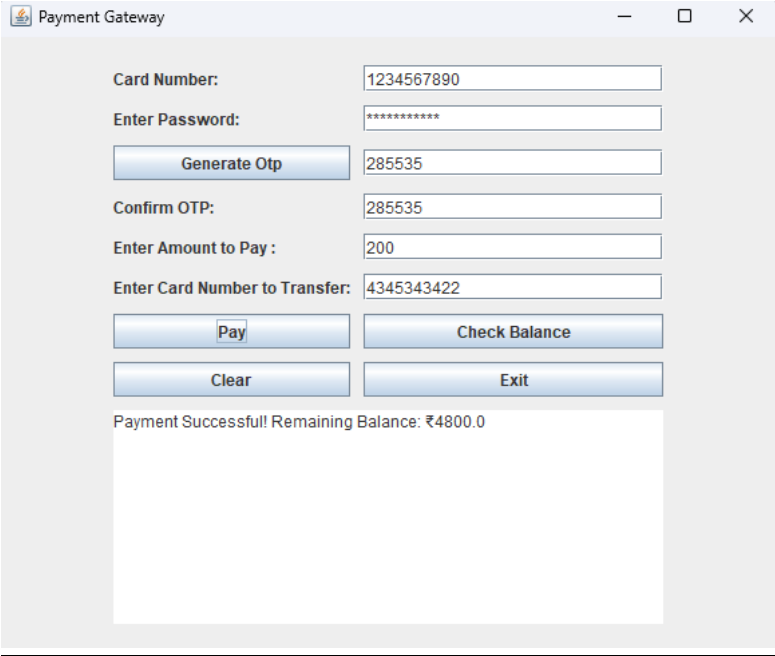 Payment Gateway
Card Number: 1234567890
Enter Password: ***********
Generate Otp 285535
Confirm OTP: 285535
Enter Amount to Pay : 200
Enter Card Number to Transfer: 4345343422
Pay Check Balance
Clear Exit
Payment Successful! Remaining Balance: ₹4800.0